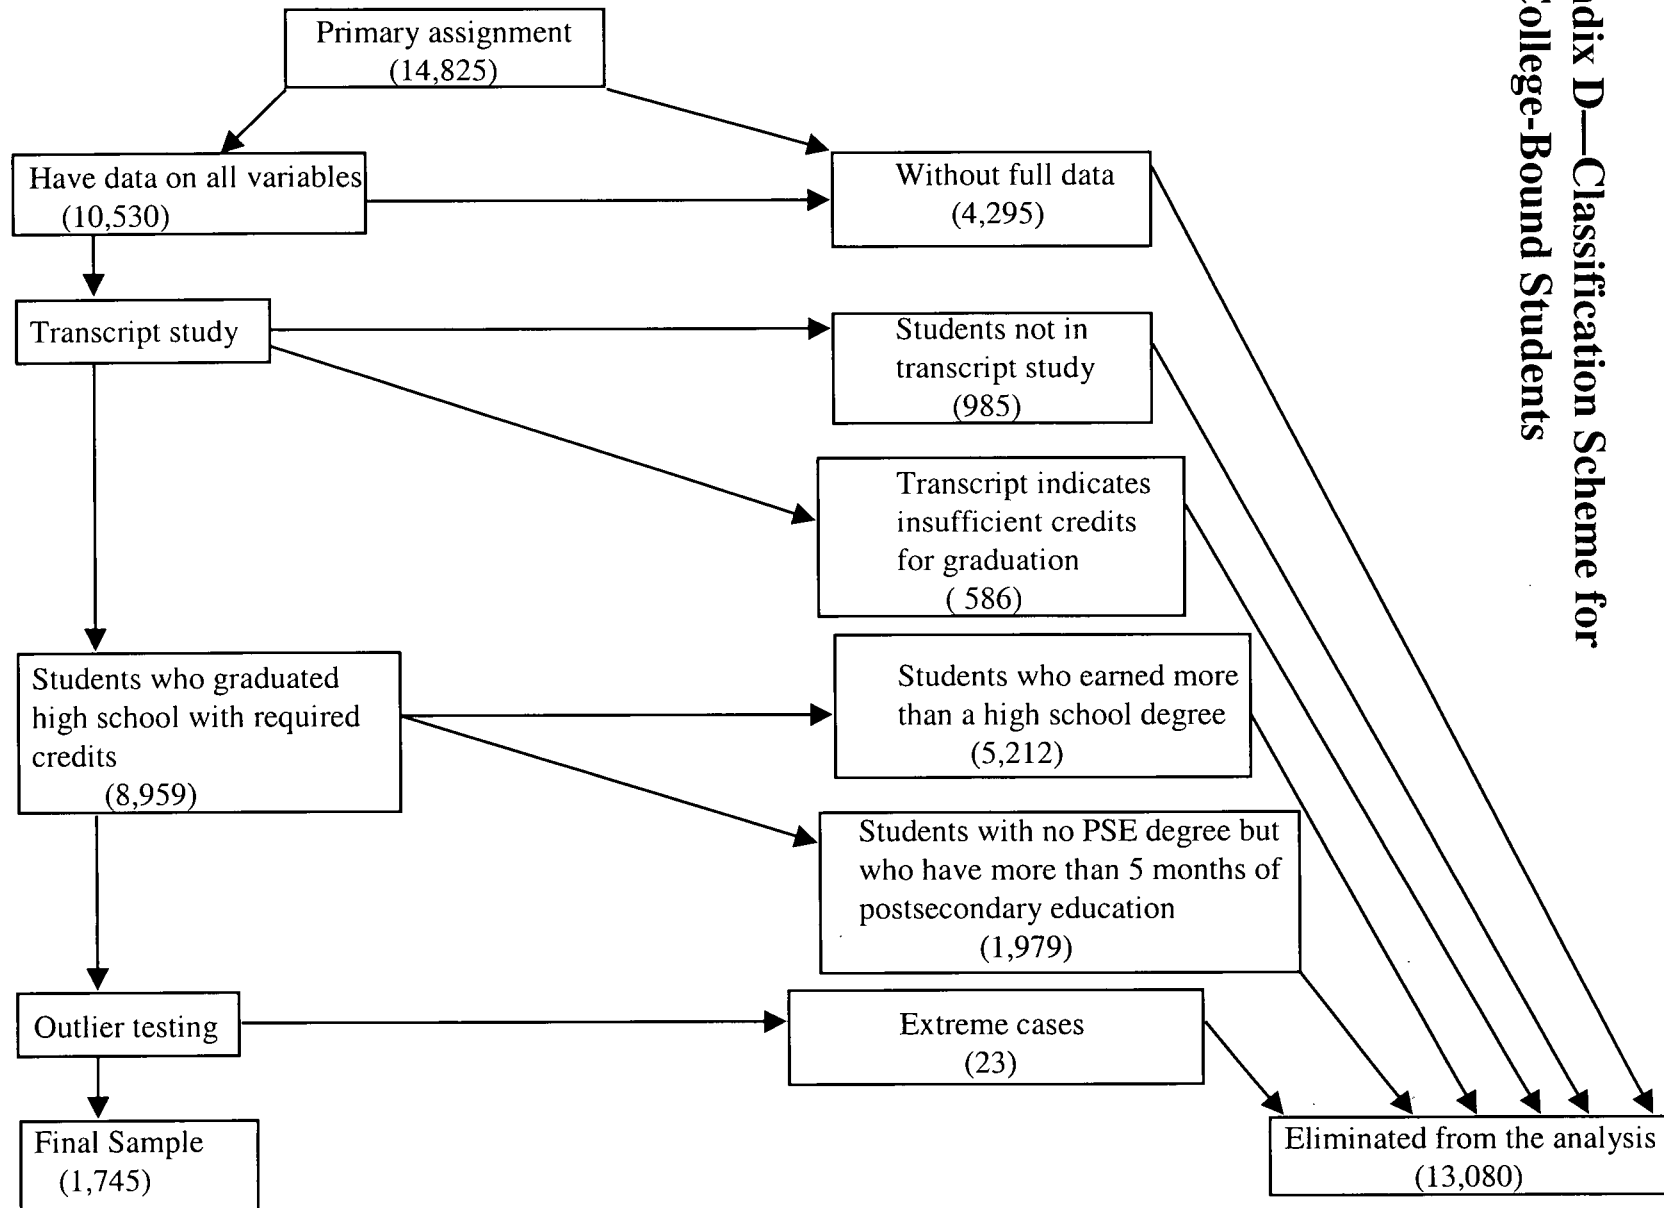 ndix D—Classification Scheme for
College-Bound Students
Primary assignment
(14,825)
Have data on all variables
(10,530)
Without full data
(4,295)
Transcript study
Students not in
transcript study
(985)
Transcript indicates
insufficient credits
for graduation
( 586)
Students who graduated
high school with required
credits
(8,959)
Students who earned more
than a high school degree
(5,212)
Students with no PSE degree but
who have more than 5 months of
postsecondary education
(1,979)
Outlier testing
Extreme cases
(23)
Final Sample
(1,745)
Eliminated from the analysis
(13,080)